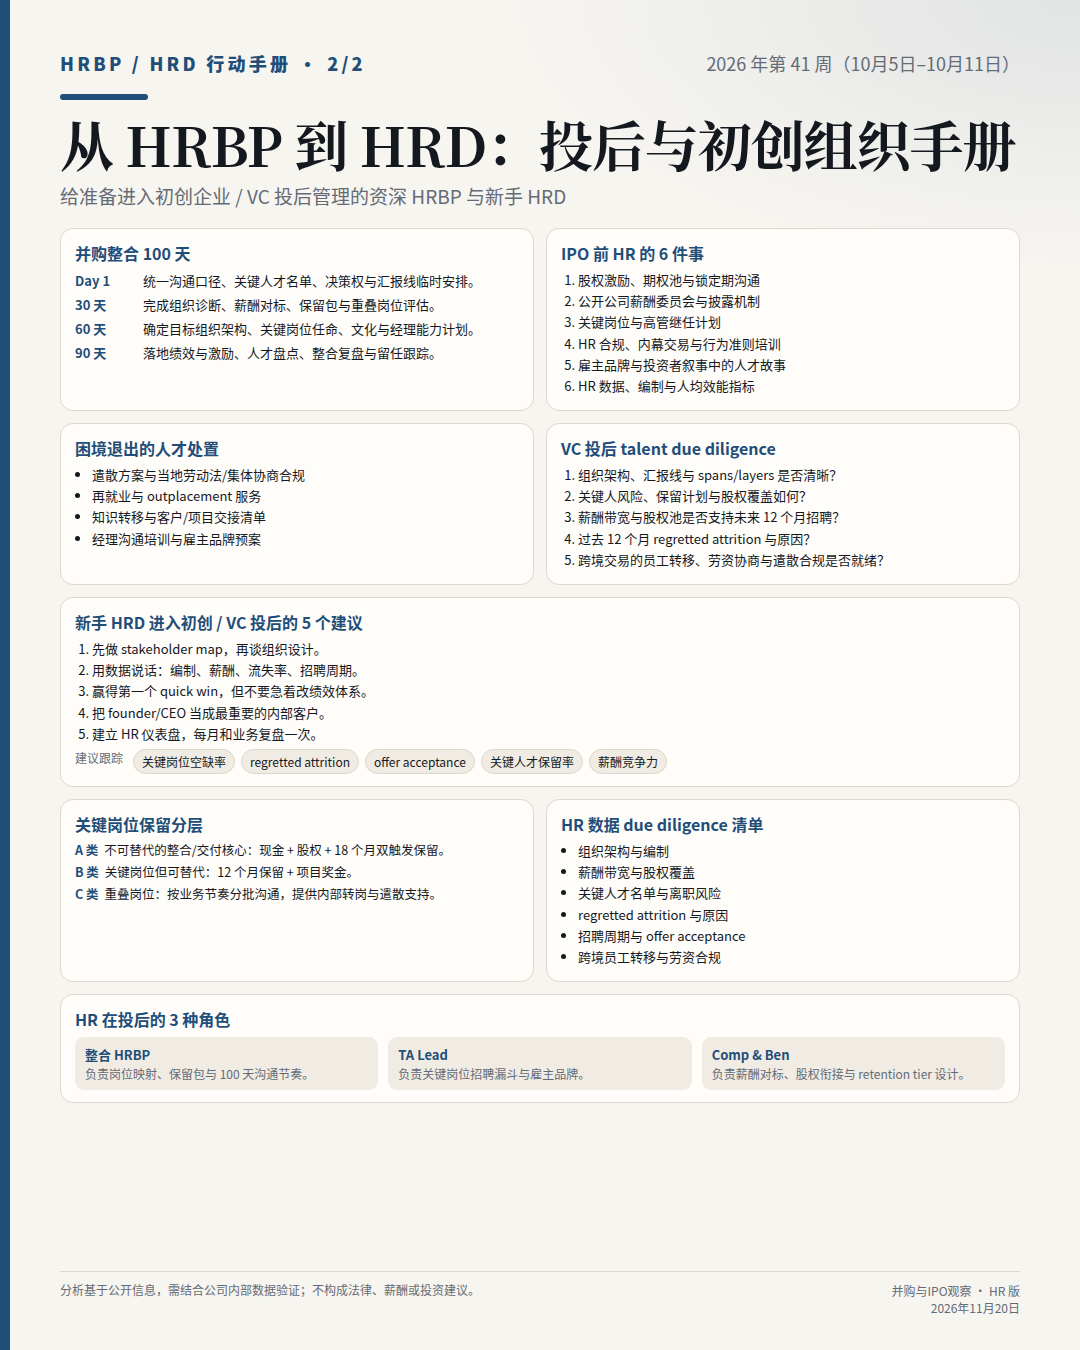 HRBP / HRD 行动手册 · 2/2
2026 年第 41 周（10月5日–10月11日）
从 HRBP 到 HRD：投后与初创组织手册
给准备进入初创企业 / VC 投后管理的资深 HRBP 与新手 HRD
并购整合 100 天
Day 1 统一沟通口径、关键人才名单、决策权与汇报线临时安排。
30 天 完成组织诊断、薪酬对标、保留包与重叠岗位评估。
60 天 确定目标组织架构、关键岗位任命、文化与经理能力计划。
90 天 落地绩效与激励、人才盘点、整合复盘与留任跟踪。
IPO 前 HR 的 6 件事
1. 股权激励、期权池与锁定期沟通
2. 公开公司薪酬委员会与披露机制
3. 关键岗位与高管继任计划
4. HR 合规、内幕交易与行为准则培训
5. 雇主品牌与投资者叙事中的人才故事
6. HR 数据、编制与人均效能指标
困境退出的人才处置
• 遣散方案与当地劳动法/集体协商合规
• 再就业与 outplacement 服务
• 知识转移与客户/项目交接清单
• 经理沟通培训与雇主品牌预案
VC 投后 talent due diligence
1. 组织架构、汇报线与 spans/layers 是否清晰？
2. 关键人风险、保留计划与股权覆盖如何？
3. 薪酬带宽与股权池是否支持未来 12 个月招聘？
4. 过去 12 个月 regretted attrition 与原因？
5. 跨境交易的员工转移、劳资协商与遣散合规是否就绪？
新手 HRD 进入初创 / VC 投后的 5 个建议
1. 先做 stakeholder map，再谈组织设计。
2. 用数据说话：编制、薪酬、流失率、招聘周期。
3. 赢得第一个 quick win，但不要急着改绩效体系。
4. 把 founder/CEO 当成最重要的内部客户。
5. 建立 HR 仪表盘，每月和业务复盘一次。
建议跟踪 关键岗位空缺率 regretted attrition offer acceptance 关键人才保留率 薪酬竞争力
关键岗位保留分层
A 类 不可替代的整合/交付核心：现金 + 股权 + 18 个月双触发保留。
B 类 关键岗位但可替代：12 个月保留 + 项目奖金。
C 类 重叠岗位：按业务节奏分批沟通，提供内部转岗与遣散支持。
HR 数据 due diligence 清单
• 组织架构与编制
• 薪酬带宽与股权覆盖
• 关键人才名单与离职风险
• regretted attrition 与原因
• 招聘周期与 offer acceptance
• 跨境员工转移与劳资合规
HR 在投后的 3 种角色
整合 HRBP
负责岗位映射、保留包与 100 天沟通节奏。
TA Lead
负责关键岗位招聘漏斗与雇主品牌。
Comp & Ben
负责薪酬对标、股权衔接与 retention tier 设计。
分析基于公开信息，需结合公司内部数据验证；不构成法律、薪酬或投资建议。
并购与IPO观察 · HR 版
2026年11月20日